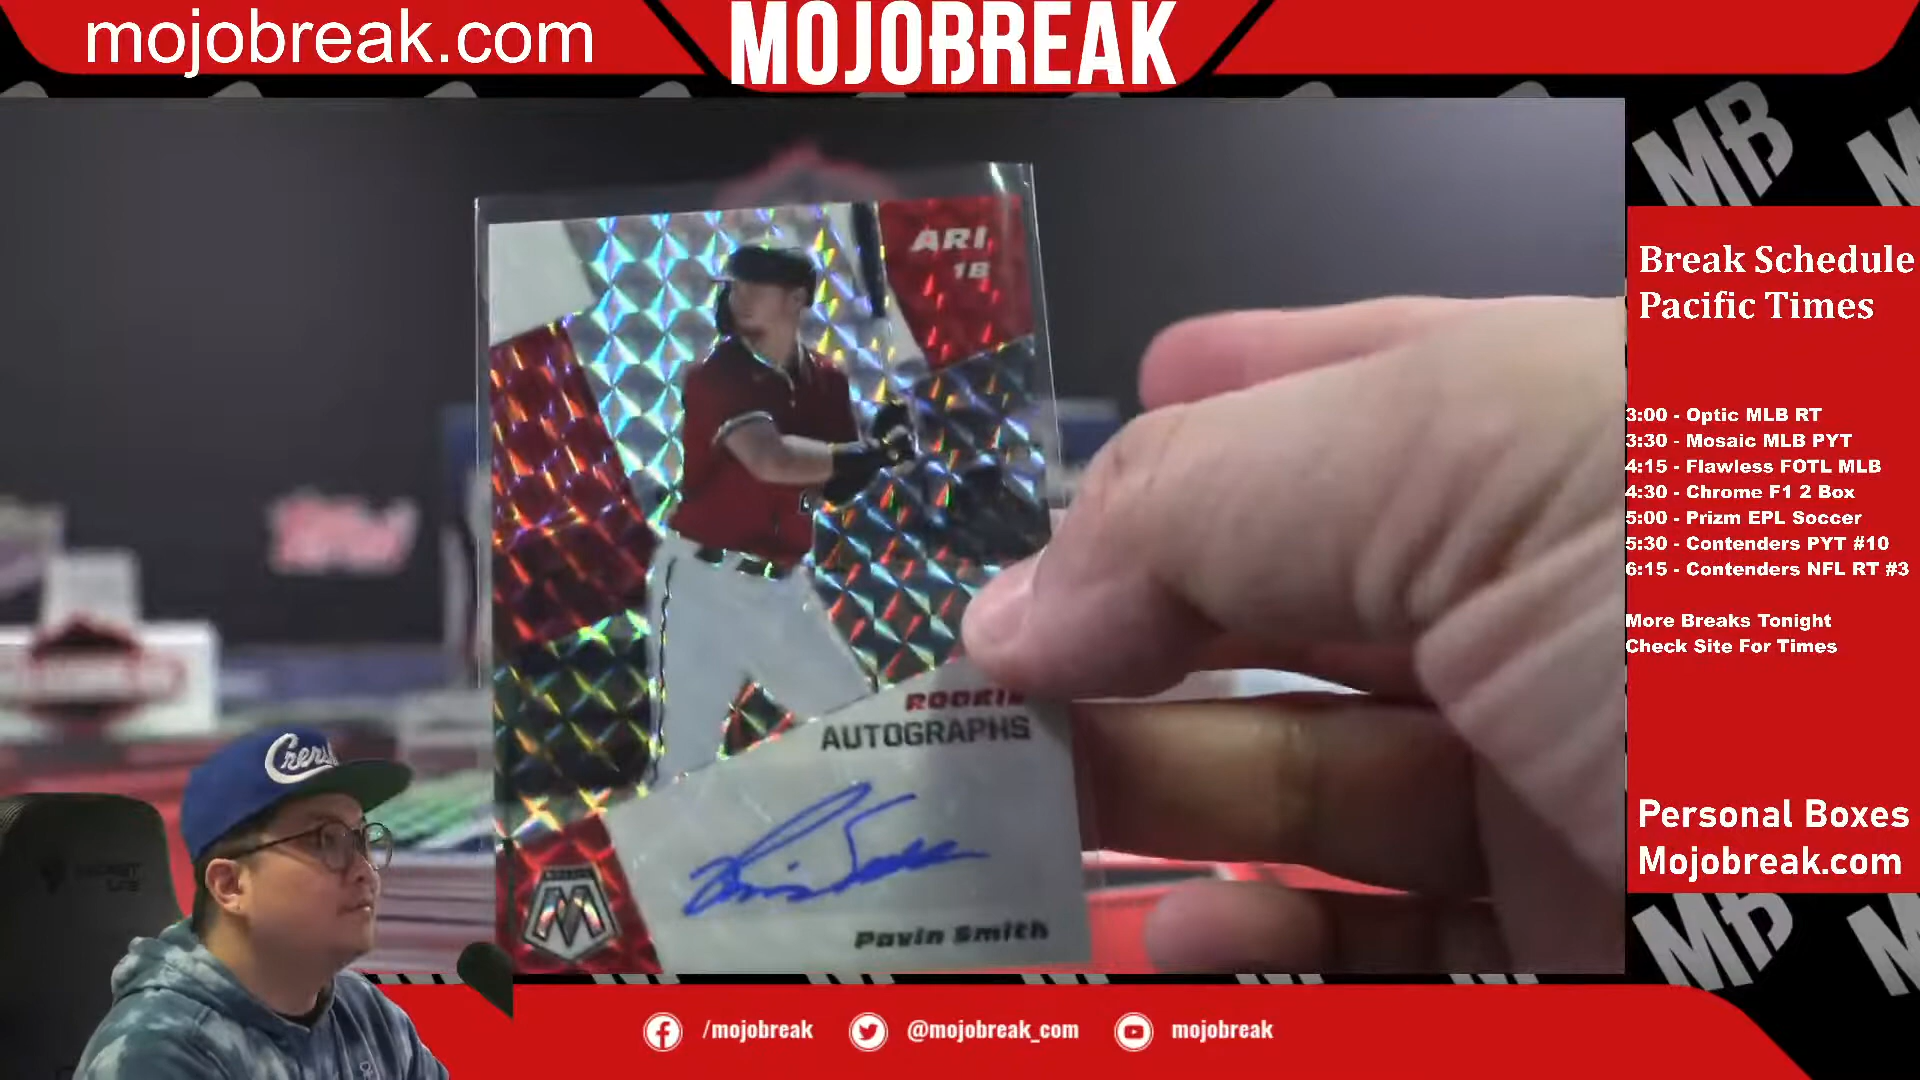 mojobreak.com
MOJOBREAK
MB
Break Schedule
Pacific Times
3:00 - Optic MLB RT
3:30 - Mosaic MLB PYT
4:15 - Flawless FOTL MLB
4:30 - Chrome F1 2 Box
5:00 - Prizm EPL Soccer
5:30 - Contenders PYT #10
6:15 - Contenders NFL RT #3
More Breaks Tonight
Check Site For Times
Personal Boxes
Mojobreak.com
MB
ARI
1B
ROOKIE
AUTOGRAPHS
Pavin Smith
M
/mojobreak
@mojobreak_com
mojobreak